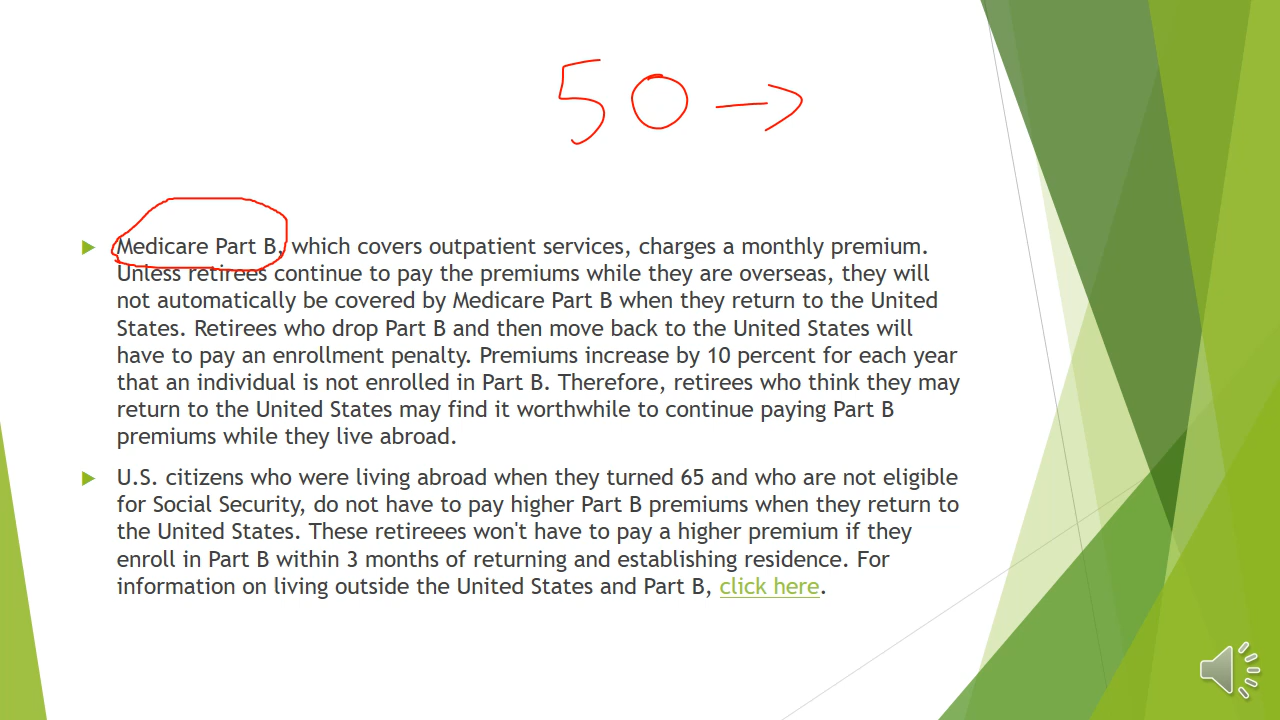 50 →
Medicare Part B, which covers outpatient services, charges a monthly premium.
Unless retirees continue to pay the premiums while they are overseas, they will
not automatically be covered by Medicare Part B when they return to the United
States. Retirees who drop Part B and then move back to the United States will
have to pay an enrollment penalty. Premiums increase by 10 percent for each year
that an individual is not enrolled in Part B. Therefore, retirees who think they may
return to the United States may find it worthwhile to continue paying Part B
premiums while they live abroad.
U.S. citizens who were living abroad when they turned 65 and who are not eligible
for Social Security, do not have to pay higher Part B premiums when they return to
the United States. These retireees won't have to pay a higher premium if they
enroll in Part B within 3 months of returning and establishing residence. For
information on living outside the United States and Part B, click here.